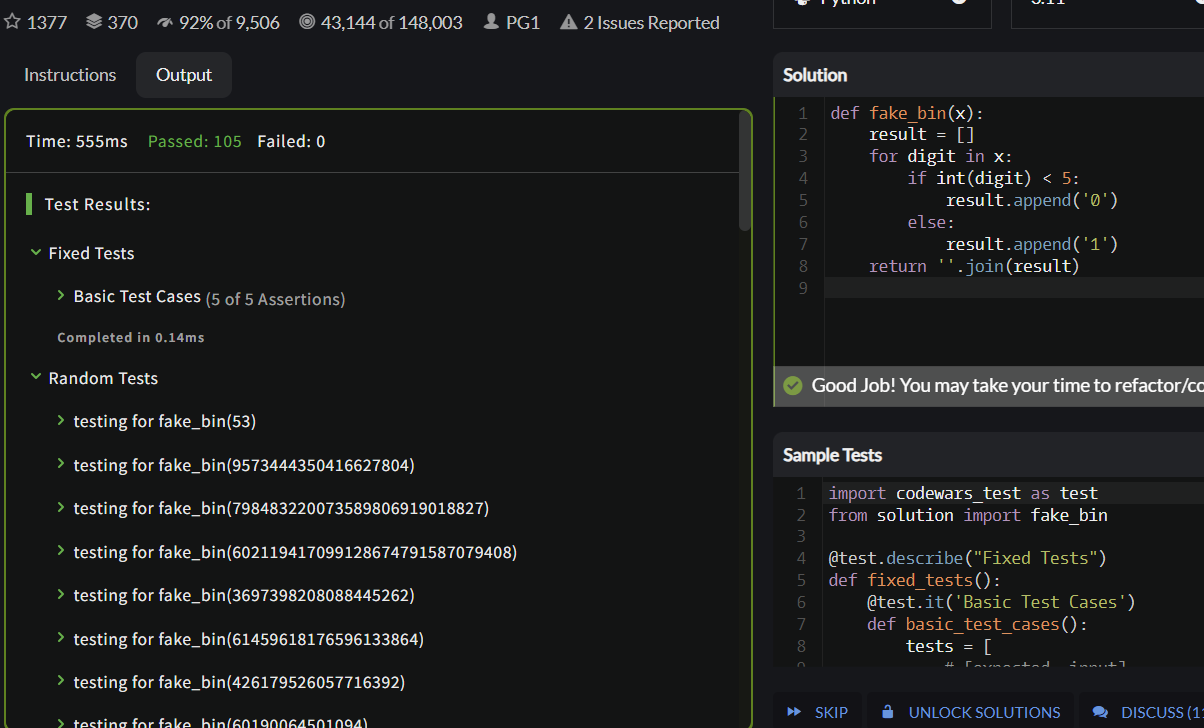 1377 370 92% of 9,506 43,144 of 148,003 PG1 2 Issues Reported
Instructions Output
Time: 555ms Passed: 105 Failed: 0
Test Results:
Fixed Tests
Basic Test Cases (5 of 5 Assertions)
Completed in 0.14ms
Random Tests
testing for fake_bin(53)
testing for fake_bin(9573444350416627804)
testing for fake_bin(798483220073589806919018827)
testing for fake_bin(602119417099128674791587079408)
testing for fake_bin(3697398208088445262)
testing for fake_bin(61459618176596133864)
testing for fake_bin(426179526057716392)
testing for fake_bin(60190064501094)
Python 3.11
Solution
1 def fake_bin(x):
2 result = []
3 for digit in x:
4 if int(digit) < 5:
5 result.append('0')
6 else:
7 result.append('1')
8 return ''.join(result)
9
Good Job! You may take your time to refactor/co
Sample Tests
1 import codewars_test as test
2 from solution import fake_bin
3
4 @test.describe("Fixed Tests")
5 def fixed_tests():
6 @test.it('Basic Test Cases')
7 def basic_test_cases():
8 tests = [
9 # [expected, input]
SKIP UNLOCK SOLUTIONS DISCUSS (1